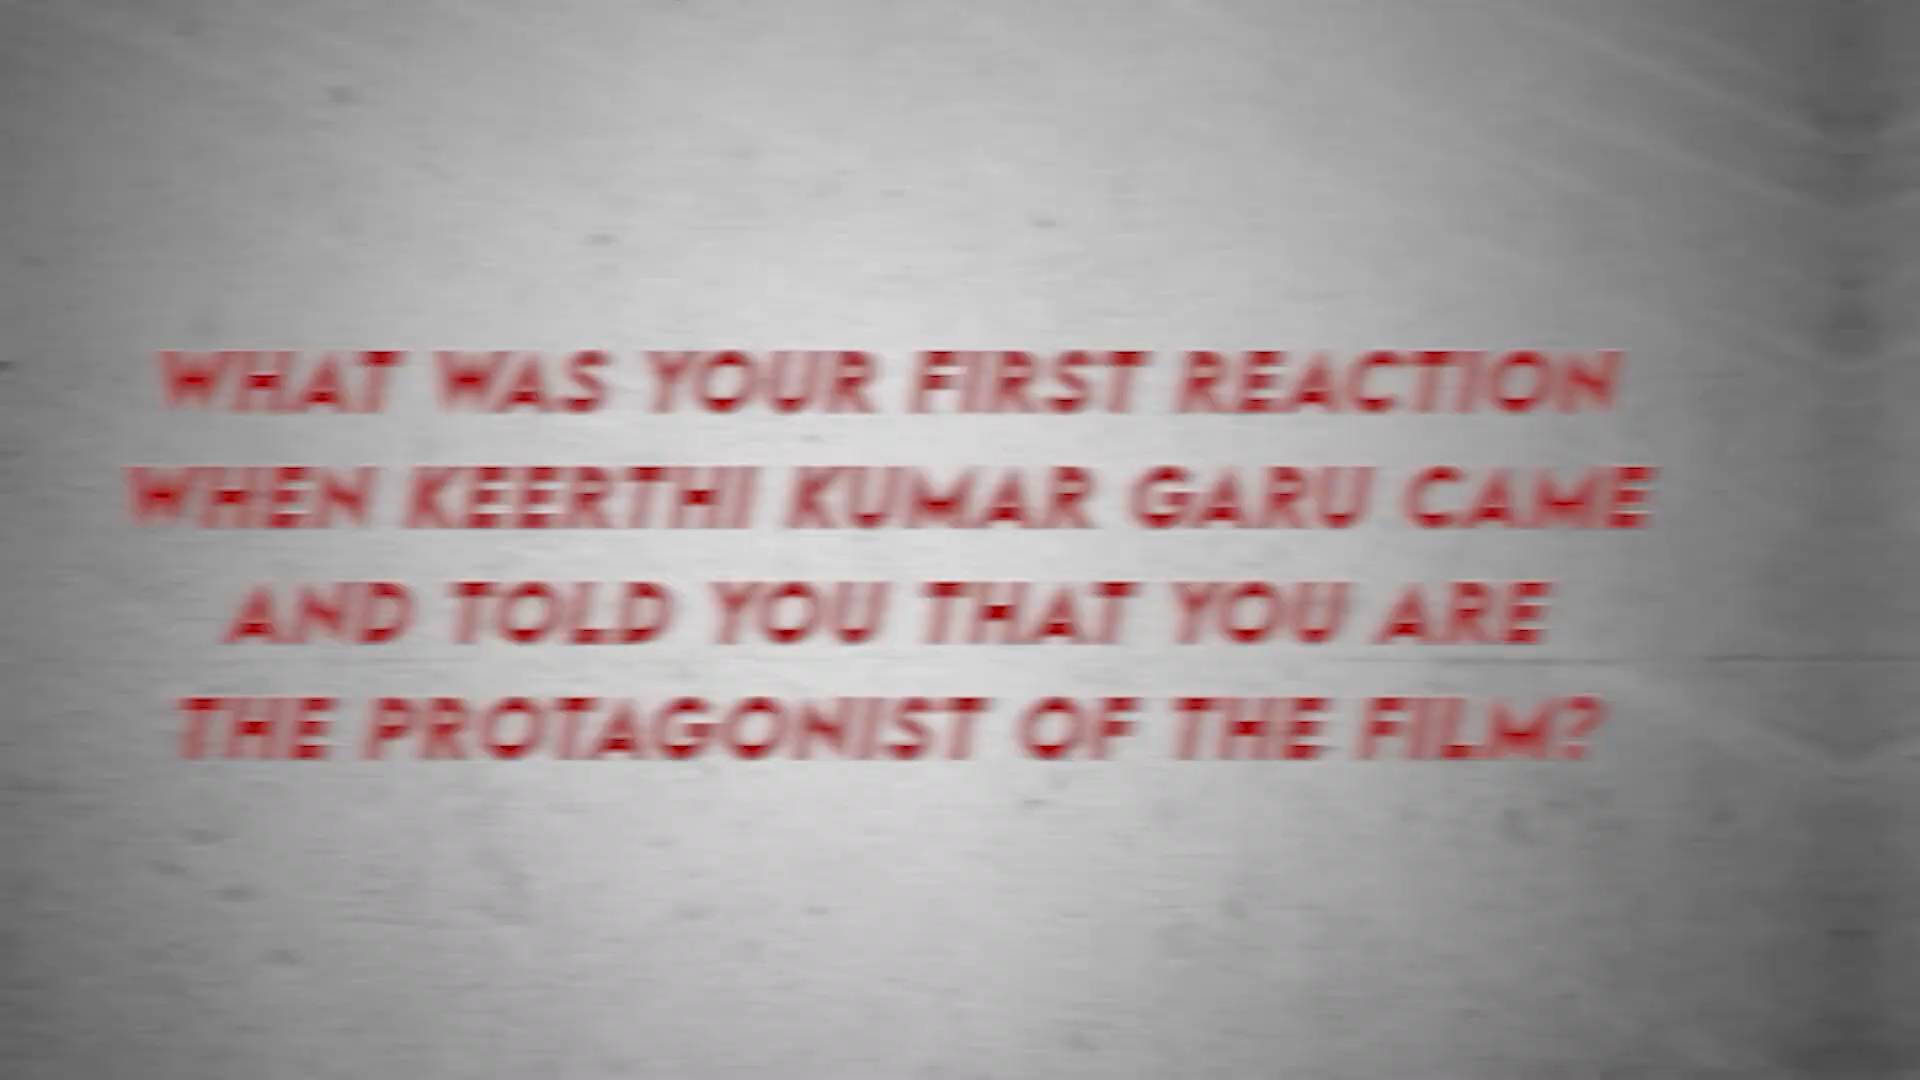 WHAT WAS YOUR FIRST REACTION
WHEN KEERTHI KUMAR GARU CAME
AND TOLD YOU THAT YOU ARE
THE PROTAGONIST OF THE FILM?